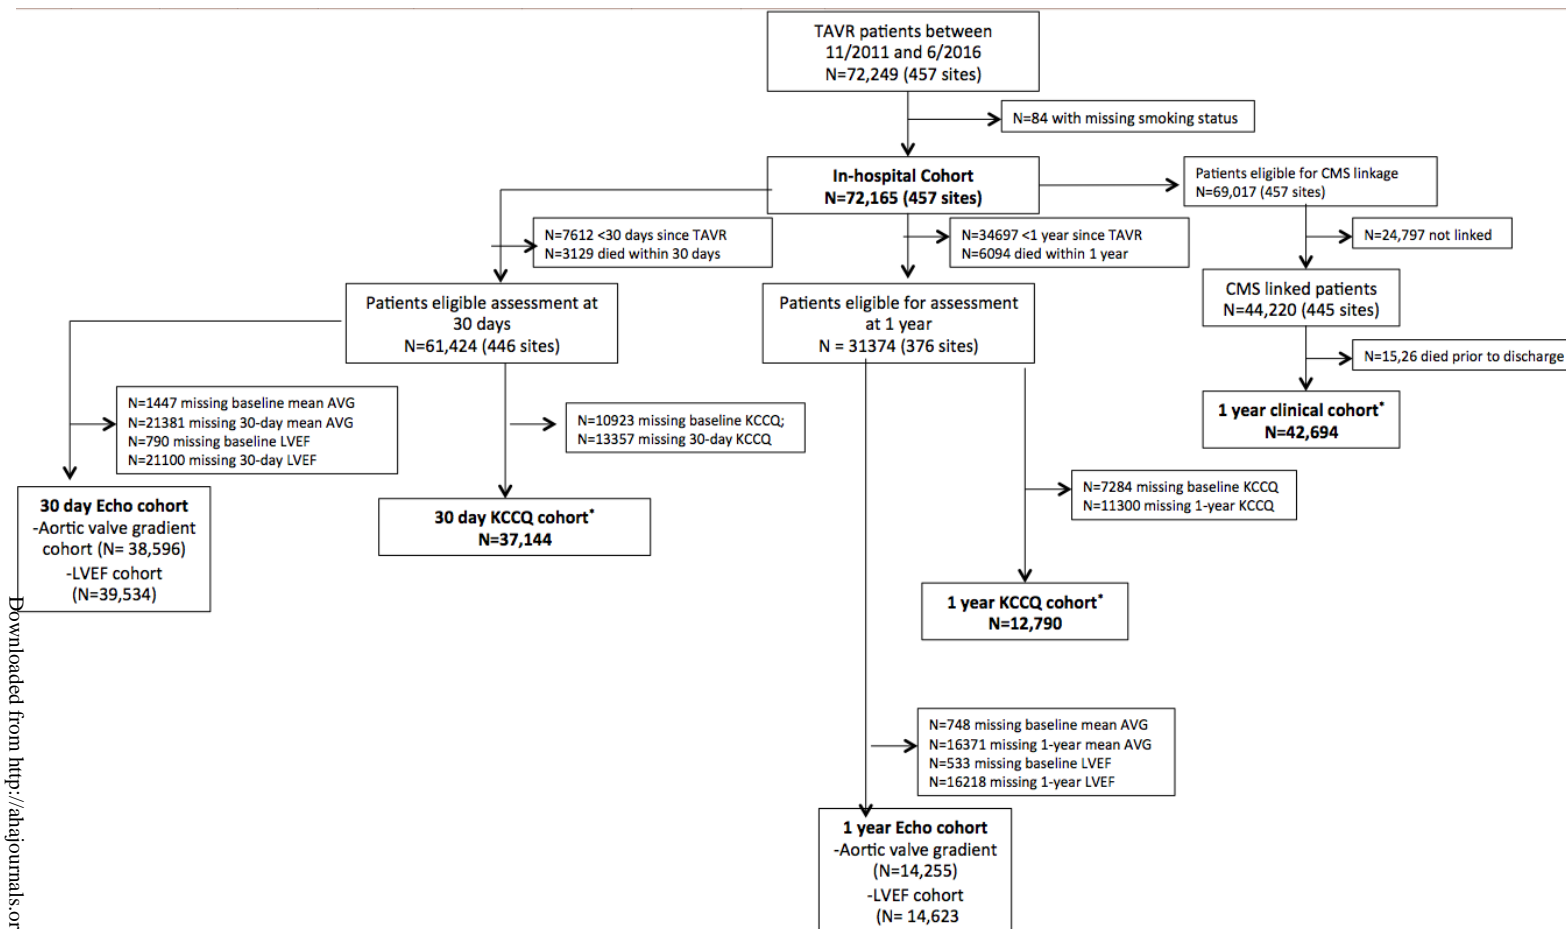 TAVR patients between
11/2011 and 6/2016
N=72,249 (457 sites)
N=84 with missing smoking status
In-hospital Cohort
N=72,165 (457 sites)
Patients eligible for CMS linkage
N=69,017 (457 sites)
N=7612 <30 days since TAVR
N=3129 died within 30 days
N=34697 <1 year since TAVR
N=6094 died within 1 year
N=24,797 not linked
Patients eligible assessment at
30 days
N=61,424 (446 sites)
Patients eligible for assessment
at 1 year
N = 31374 (376 sites)
CMS linked patients
N=44,220 (445 sites)
N=15,26 died prior to discharge
N=1447 missing baseline mean AVG
N=21381 missing 30-day mean AVG
N=790 missing baseline LVEF
N=21100 missing 30-day LVEF
N=10923 missing baseline KCCQ;
N=13357 missing 30-day KCCQ
1 year clinical cohort*
N=42,694
30 day Echo cohort
-Aortic valve gradient
cohort (N= 38,596)
-LVEF cohort
(N=39,534)
30 day KCCQ cohort*
N=37,144
N=7284 missing baseline KCCQ
N=11300 missing 1-year KCCQ
1 year KCCQ cohort*
N=12,790
N=748 missing baseline mean AVG
N=16371 missing 1-year mean AVG
N=533 missing baseline LVEF
N=16218 missing 1-year LVEF
1 year Echo cohort
-Aortic valve gradient
(N=14,255)
-LVEF cohort
(N= 14,623
Downloaded from http://ahajournals.or